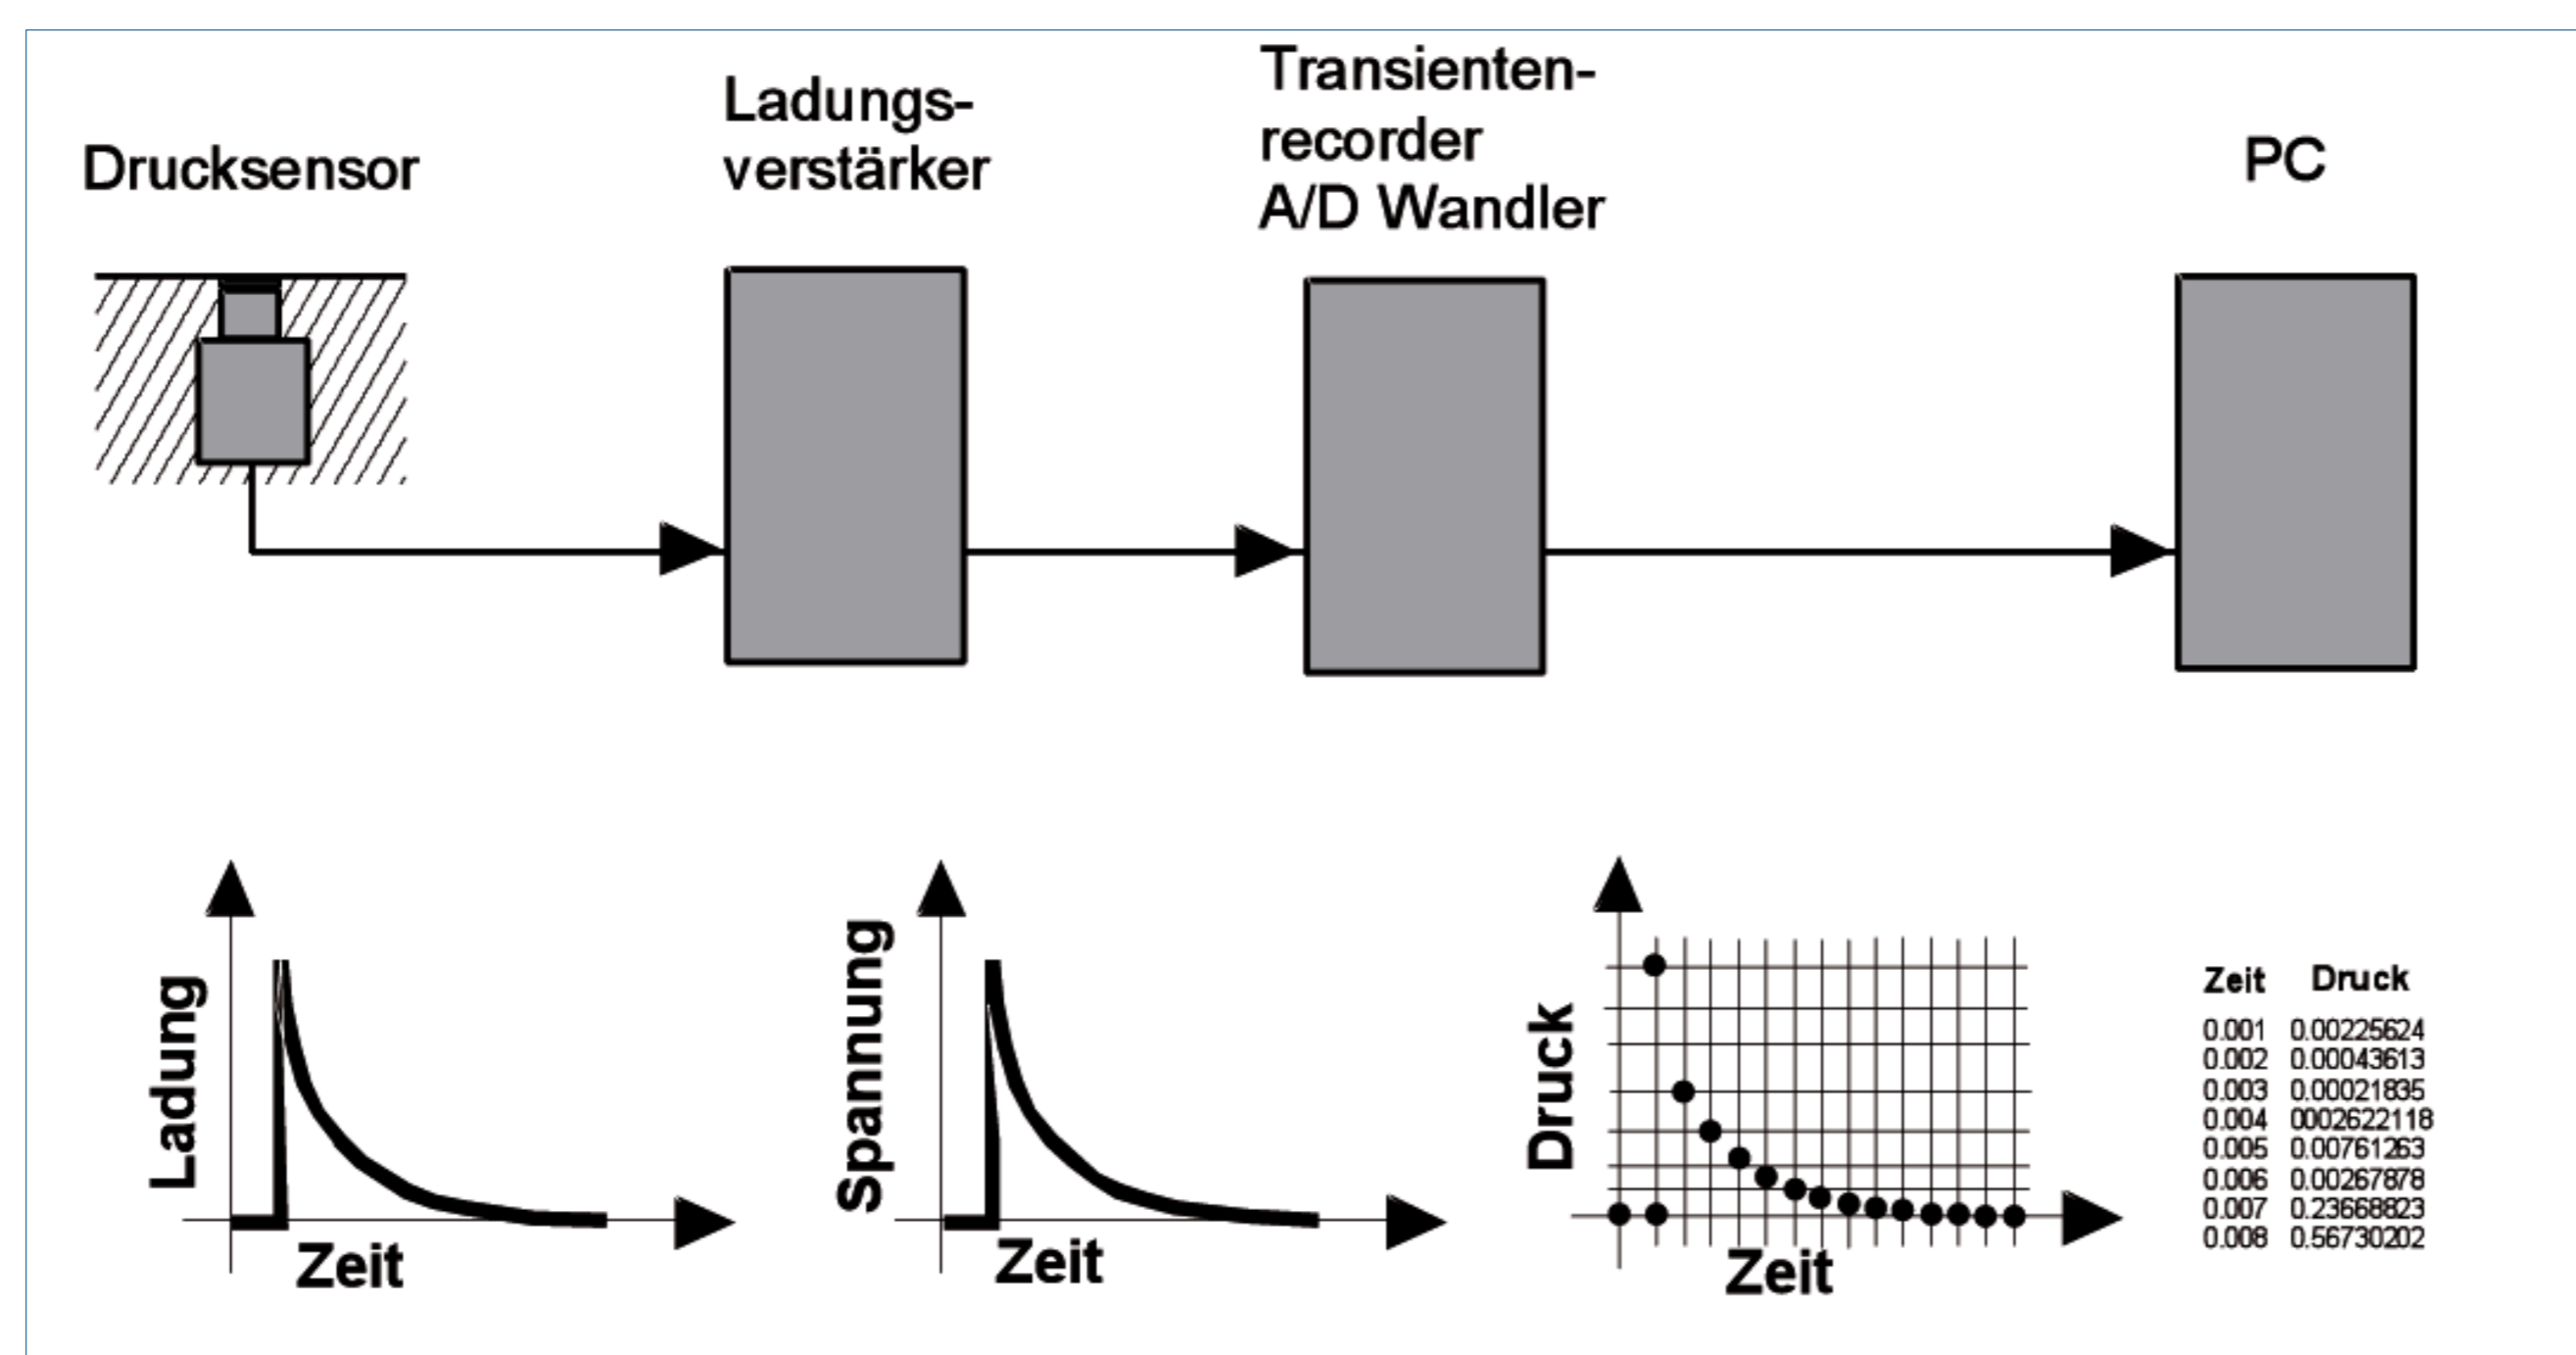 Drucksensor
Ladungs-
verstärker
Transienten-
recorder
A/D Wandler
PC
Ladung
Zeit
Spannung
Zeit
Druck
Zeit
Zeit Druck
0.001 0.00225624
0.002 0.00043613
0.003 0.00021835
0.004 0002622118
0.005 0.00761263
0.006 0.00267878
0.007 0.23668823
0.008 0.56730202